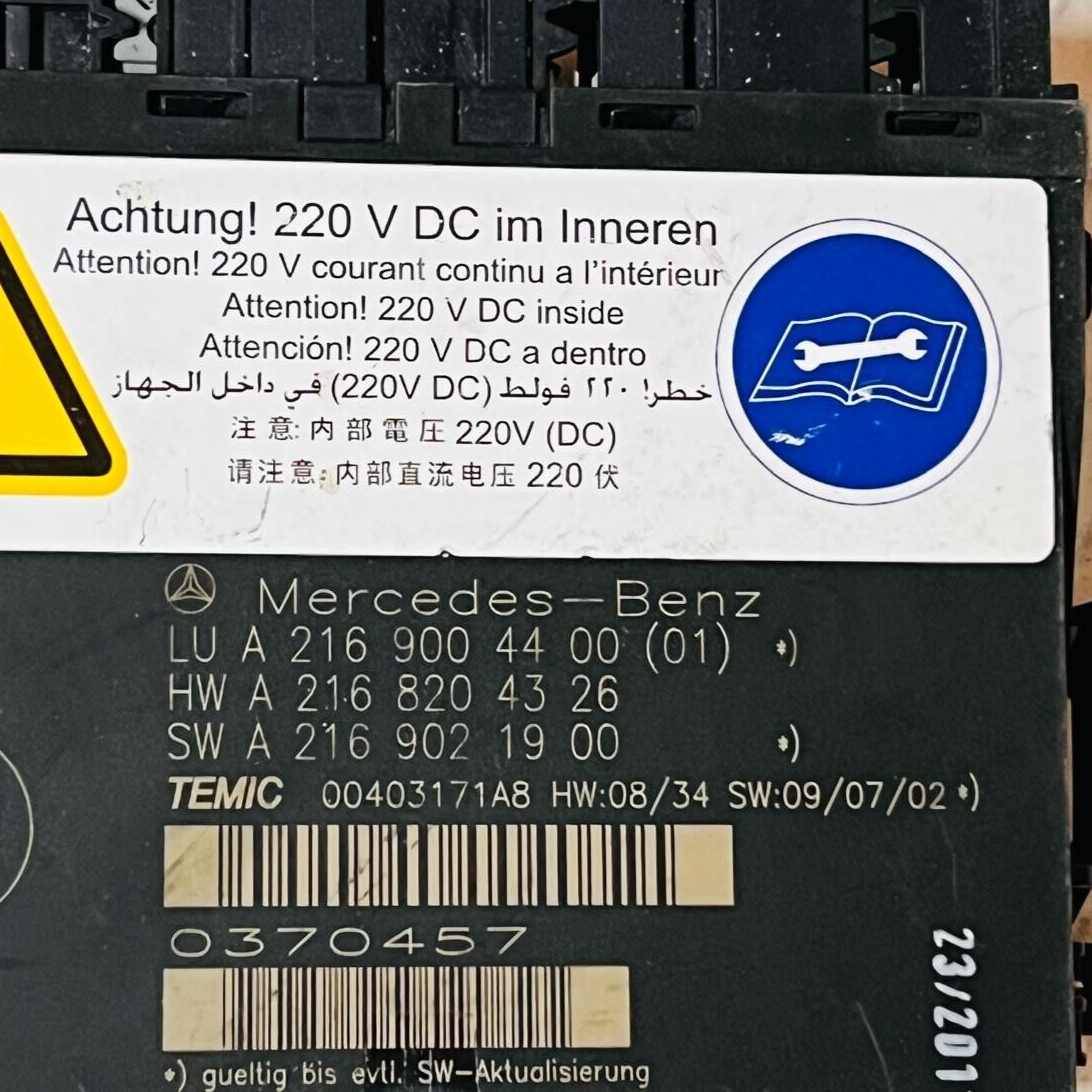 Achtung! 220 V DC im Inneren
Attention! 220 V courant continu a l'intérieur
Attention! 220 V DC inside
Attención! 220 V DC a dentro
خطر! ٢٢٠ فولط (220V DC) في داخل الجهاز
注意: 内部電圧 220V (DC)
请注意: 内部直流电压 220 伏
Mercedes-Benz
LU A 216 900 44 00 (01) *)
HW A 216 820 43 26
SW A 216 902 19 00 *)
TEMIC 00403171A8 HW:08/34 SW:09/07/02 *)
0370457
*) gueltig bis evtl. SW-Aktualisierung
23/201